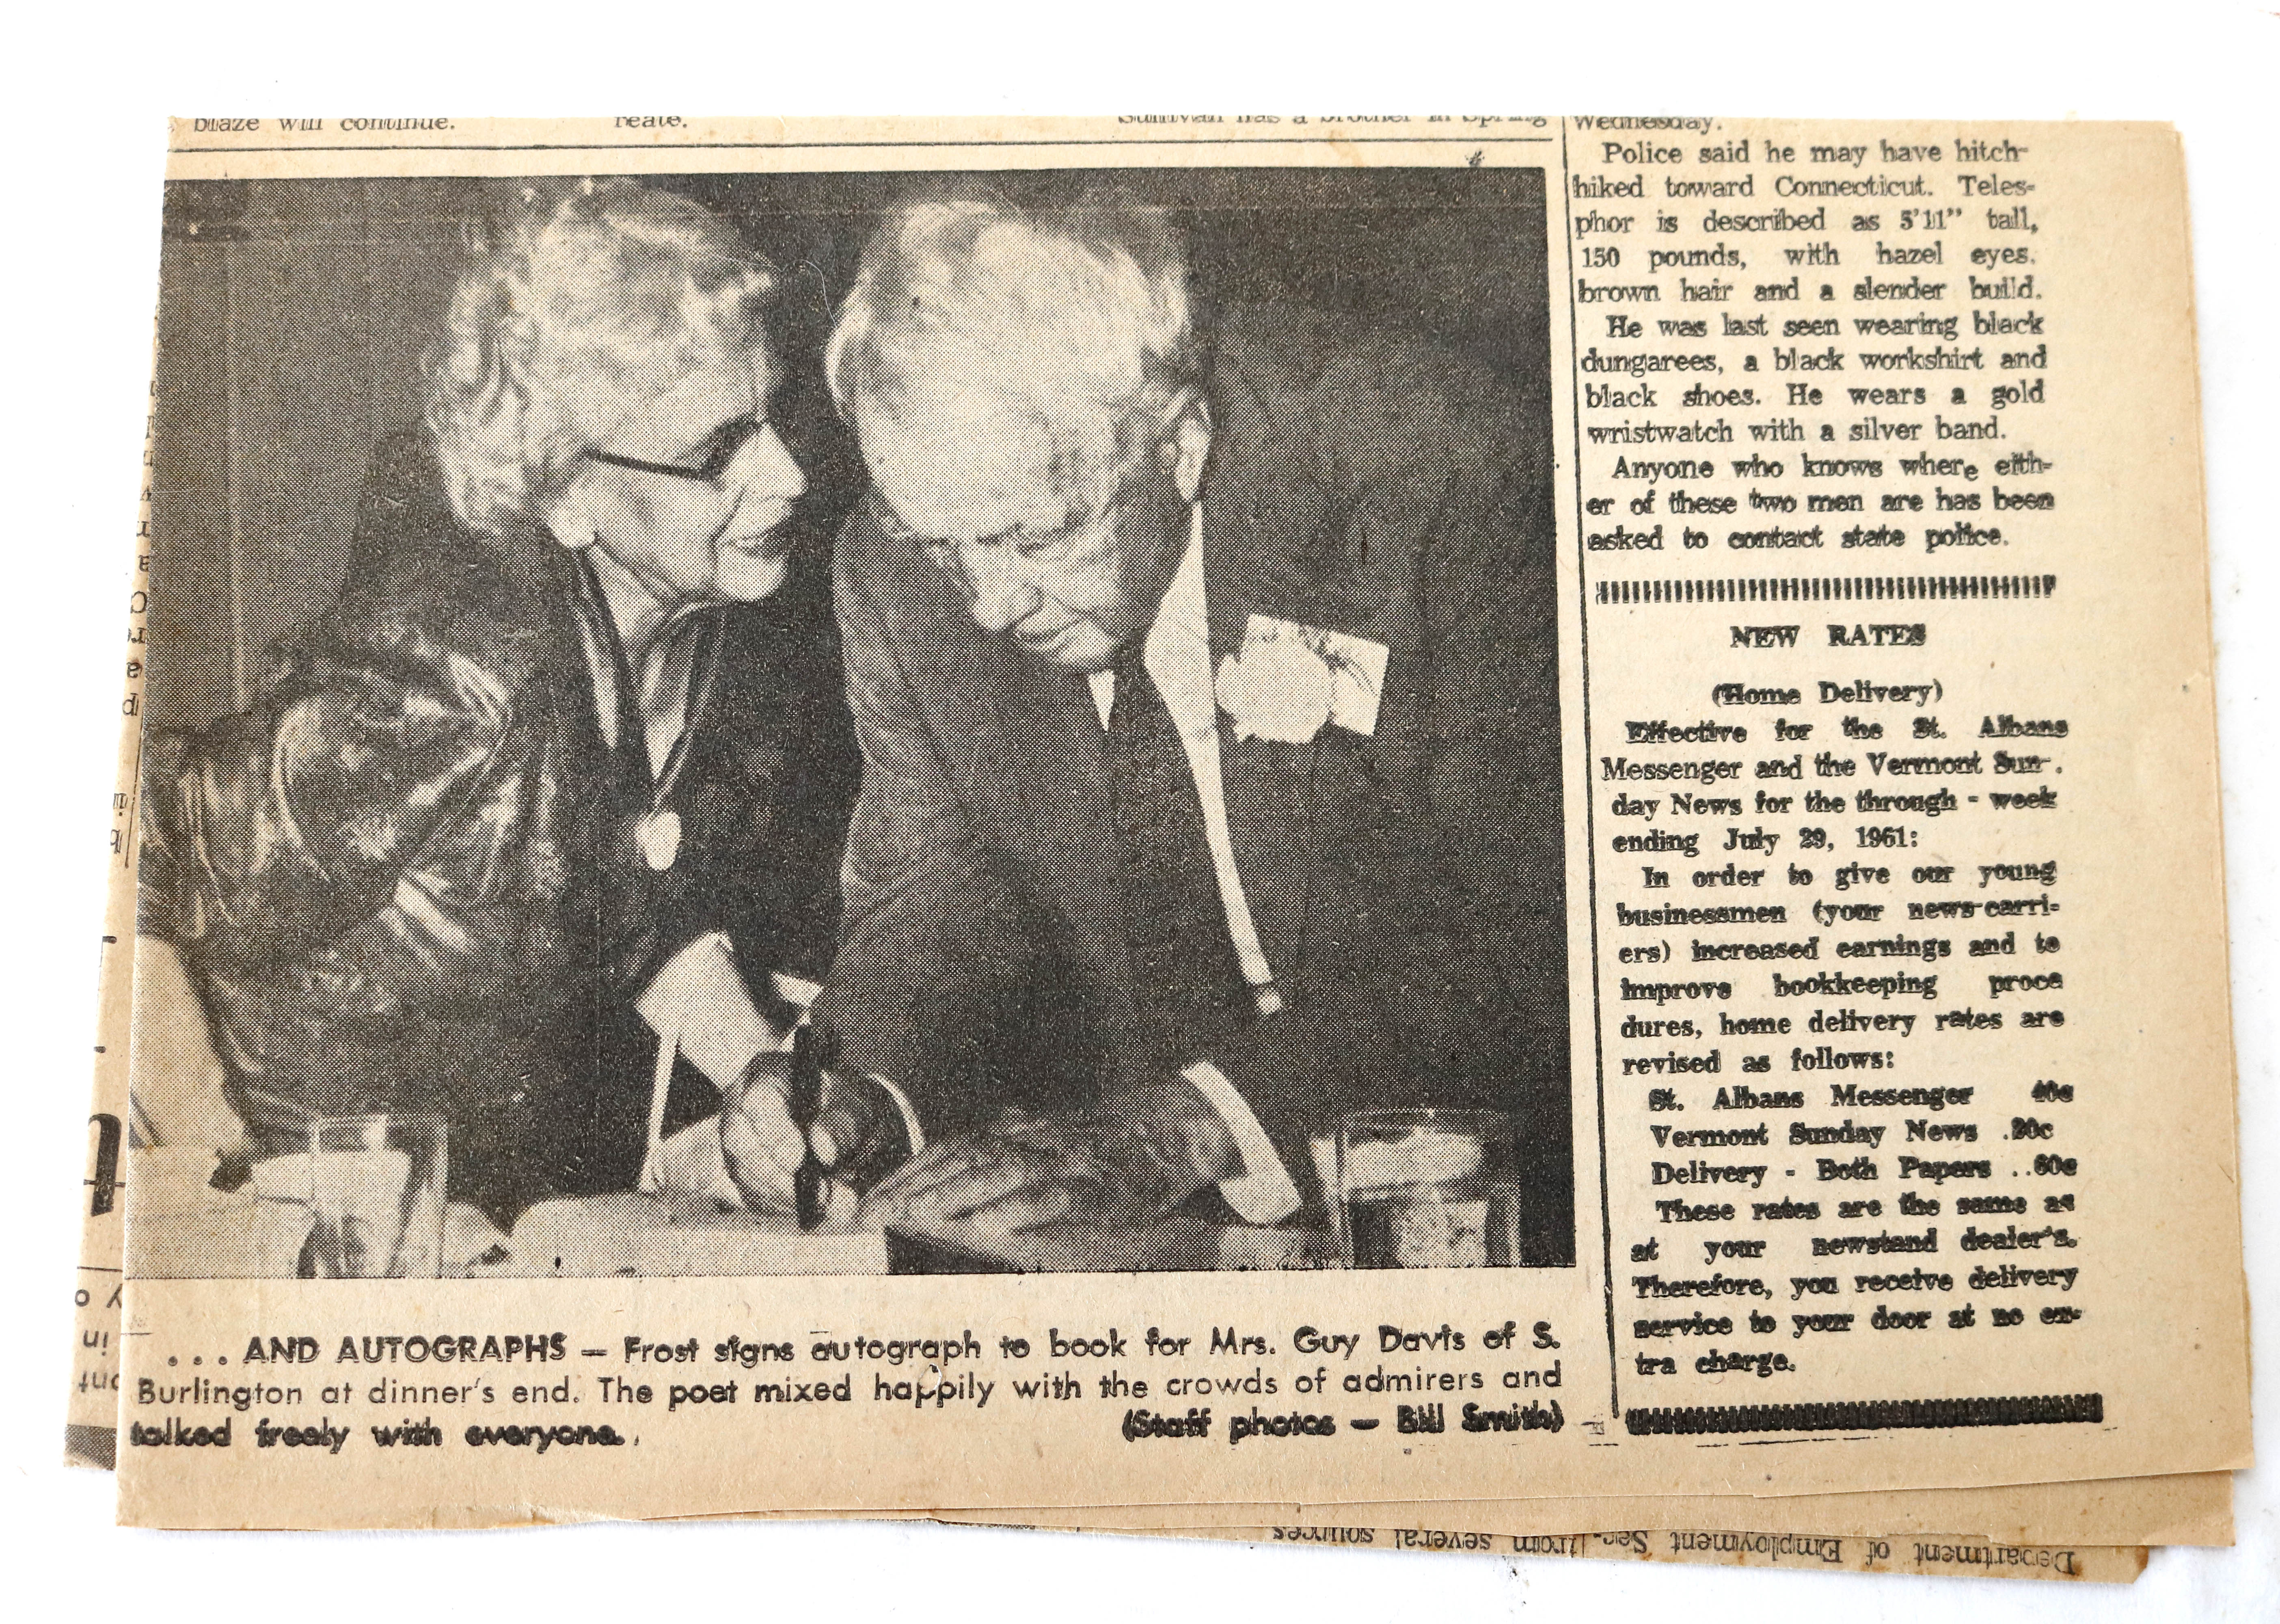 blaze will continue.
reate.
Sullivan has a brother in Spring
Wednesday.
Police said he may have hitch-
hiked toward Connecticut. Teles-
phor is described as 5'11" tall,
150 pounds, with hazel eyes.
brown hair and a slender build.
He was last seen wearing black
dungarees, a black workshirt and
black shoes. He wears a gold
wristwatch with a silver band.
Anyone who knows where eith-
er of these two men are has been
asked to contact state police.
NEW RATES
(Home Delivery)
Effective for the St. Albans
Messenger and the Vermont Sun-.
day News for the through - week
ending July 29, 1961:
In order to give our young
businessmen (your news-carri-
ers) increased earnings and to
improve bookkeeping proce
dures, home delivery rates are
revised as follows:
St. Albans Messenger 40c
Vermont Sunday News .20c
Delivery - Both Papers ..60c
These rates are the same as
at your newstand dealer's.
Therefore, you receive delivery
service to your door at no ex-
tra charge.
... AND AUTOGRAPHS — Frost signs autograph to book for Mrs. Guy Davis of S.
Burlington at dinner's end. The poet mixed happily with the crowds of admirers and
talked freely with everyone. (Staff photos — Bill Smith)
Department of Employment Sec- from several sources